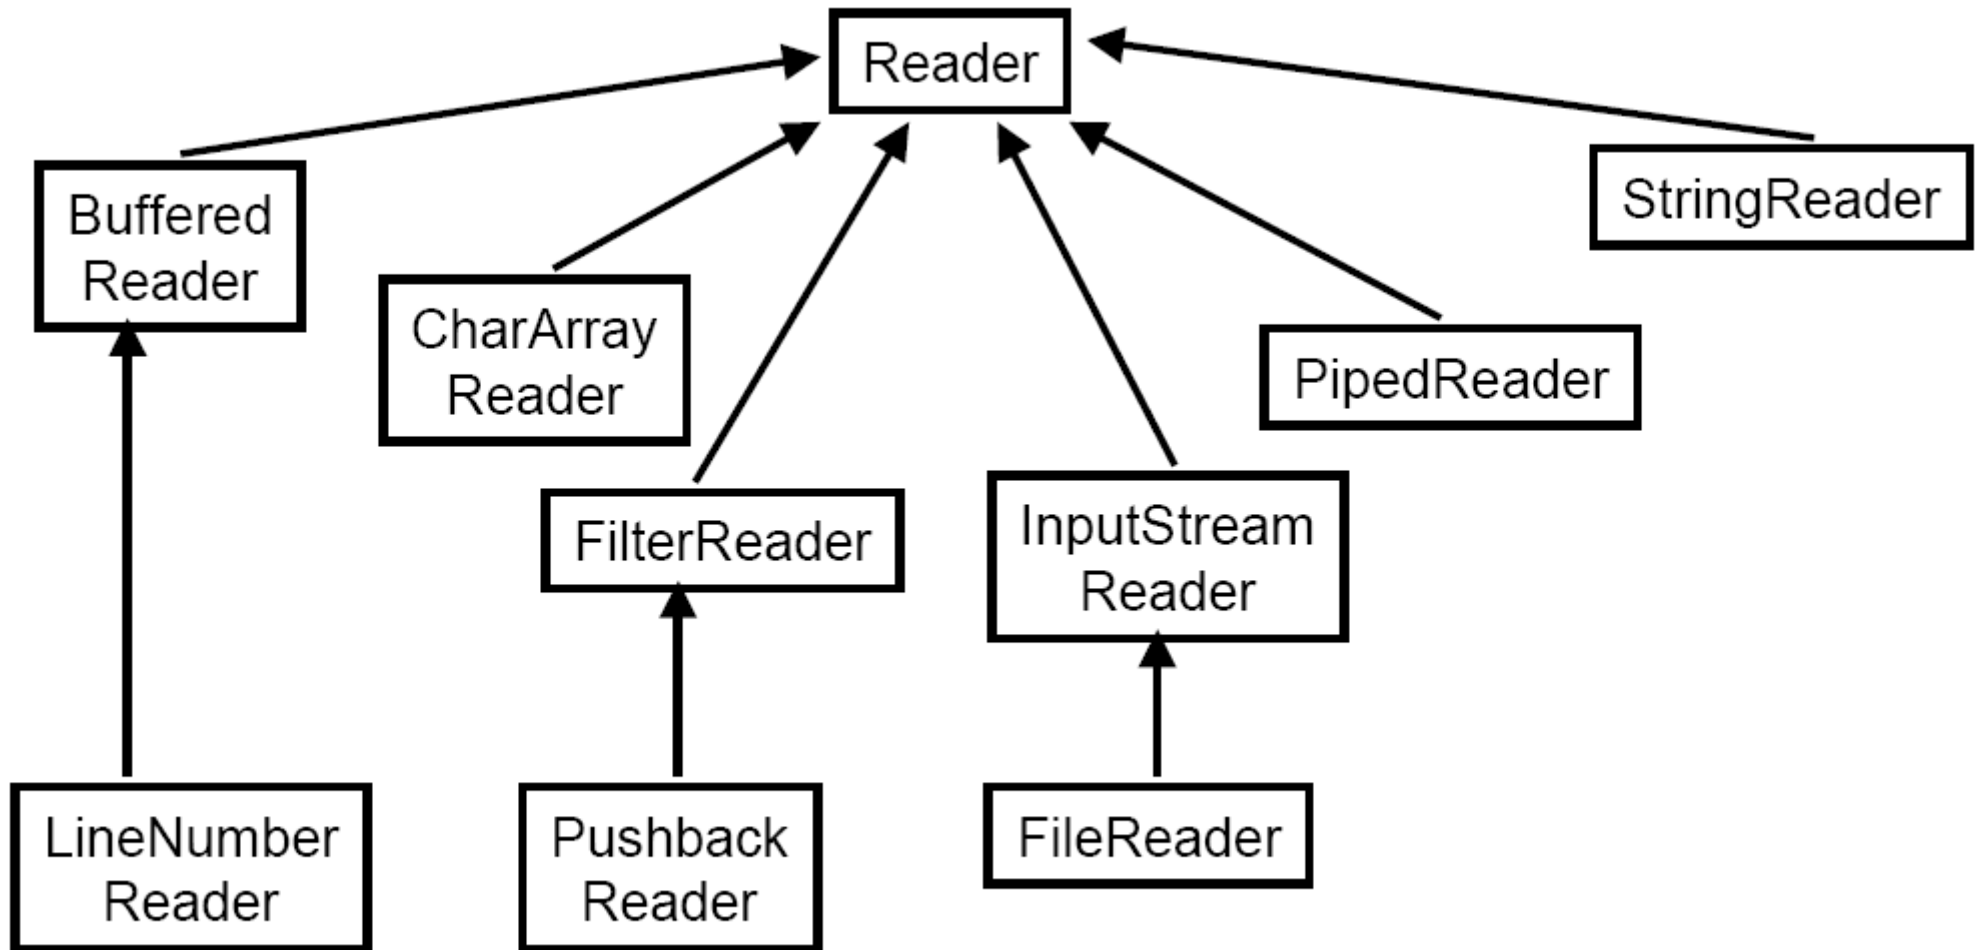 Reader
Buffered
Reader
StringReader
CharArray
Reader
PipedReader
FilterReader
InputStream
Reader
LineNumber
Reader
Pushback
Reader
FileReader